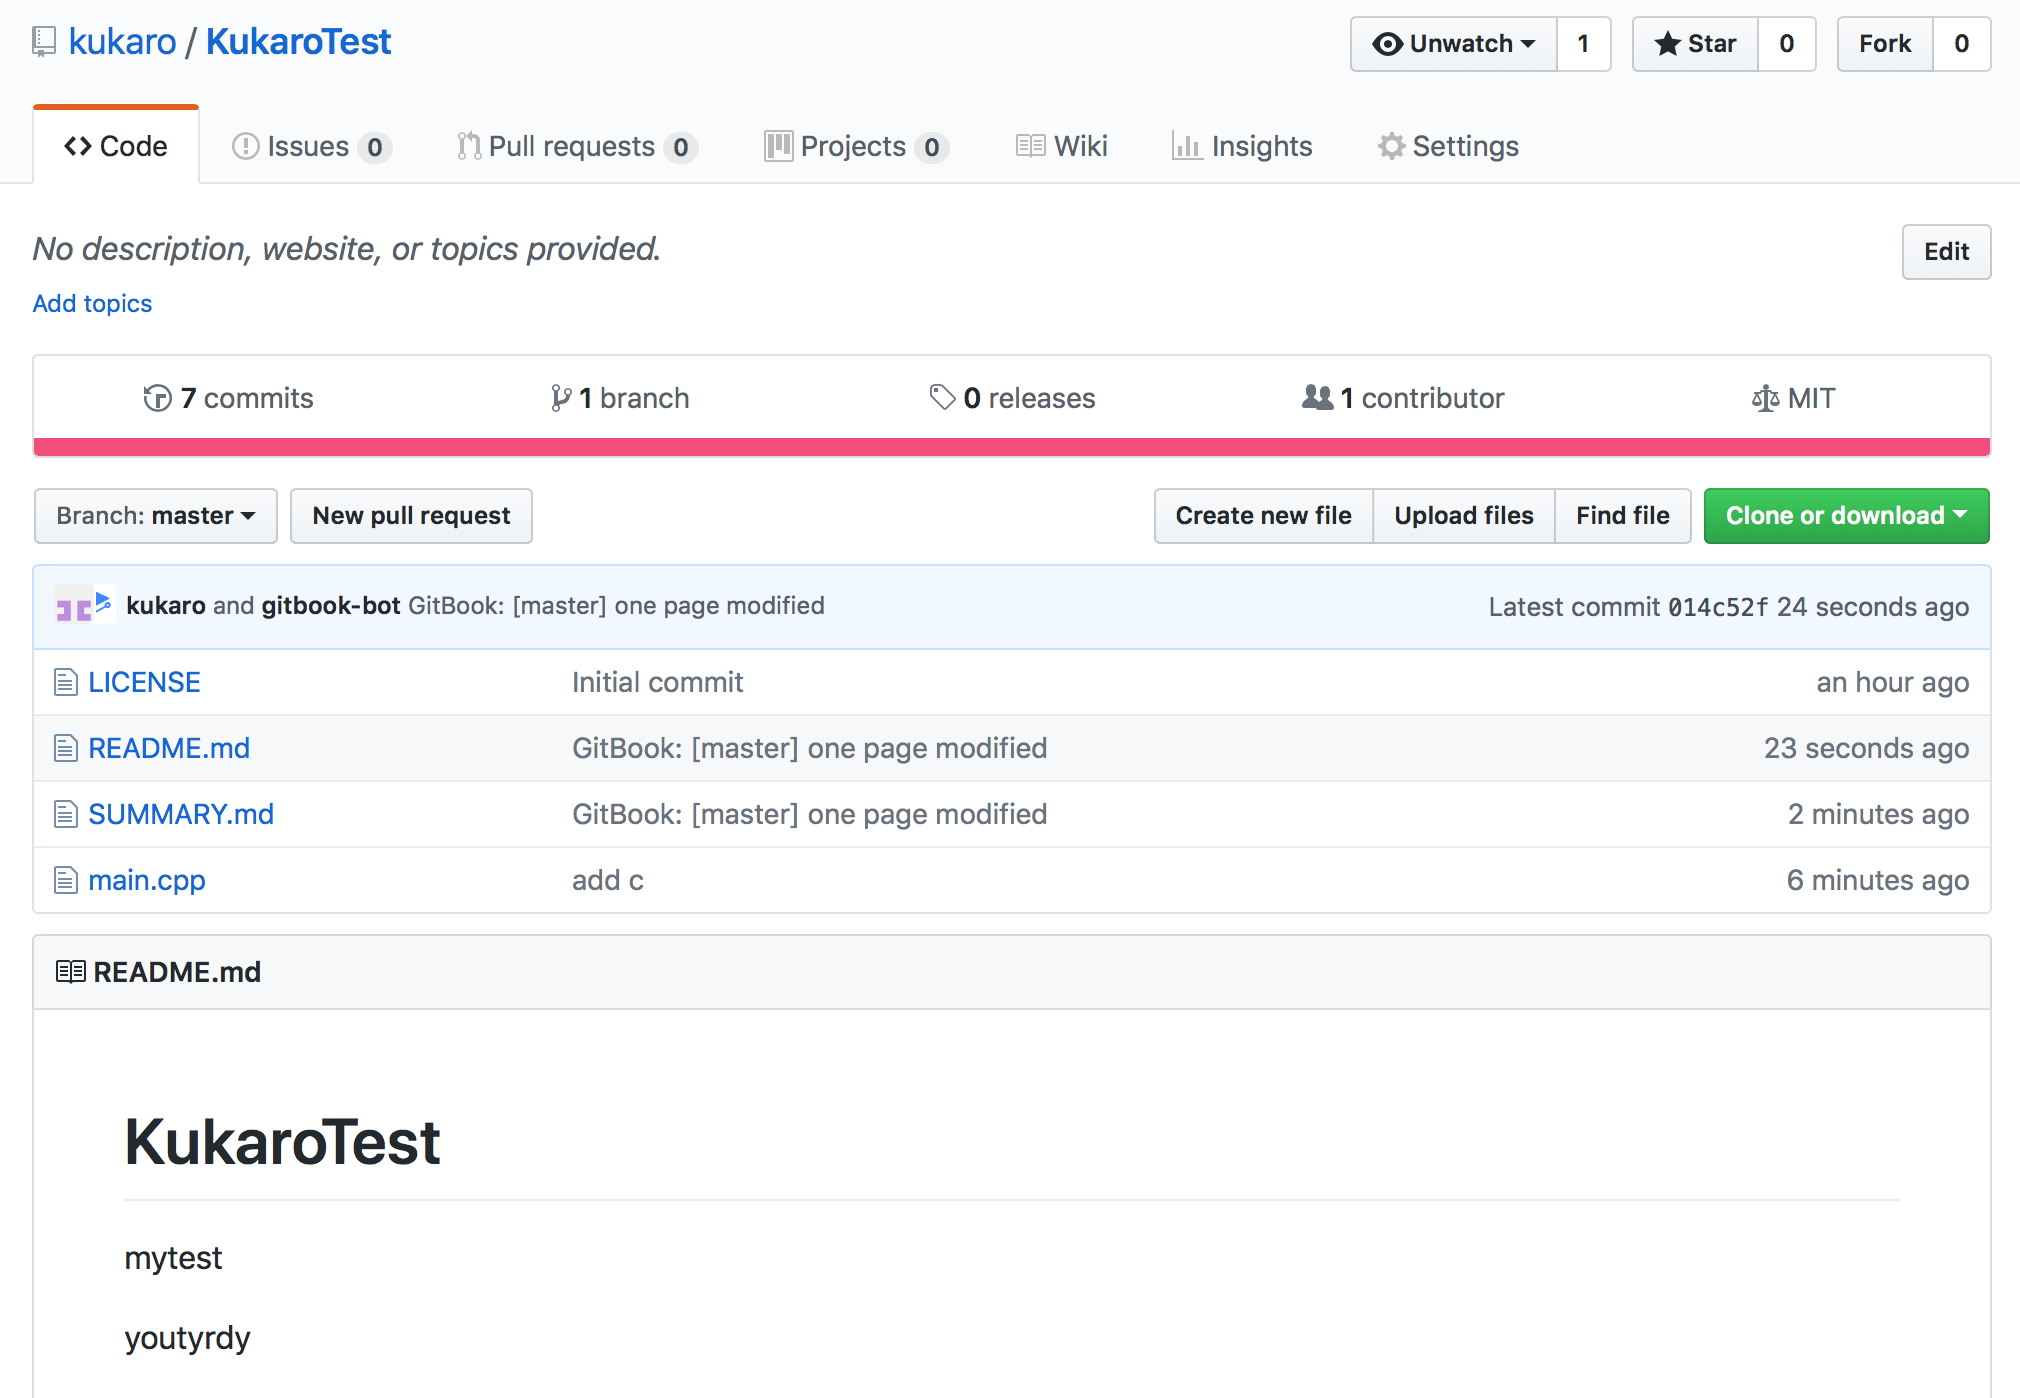 kukaro / KukaroTest
Unwatch 1 Star 0 Fork 0
Code Issues 0 Pull requests 0 Projects 0 Wiki Insights Settings
No description, website, or topics provided. Edit
Add topics
7 commits 1 branch 0 releases 1 contributor MIT
Branch: master New pull request Create new file Upload files Find file Clone or download
kukaro and gitbook-bot GitBook: [master] one page modified Latest commit 014c52f 24 seconds ago
LICENSE Initial commit an hour ago
README.md GitBook: [master] one page modified 23 seconds ago
SUMMARY.md GitBook: [master] one page modified 2 minutes ago
main.cpp add c 6 minutes ago
README.md
KukaroTest
mytest
youtyrdy